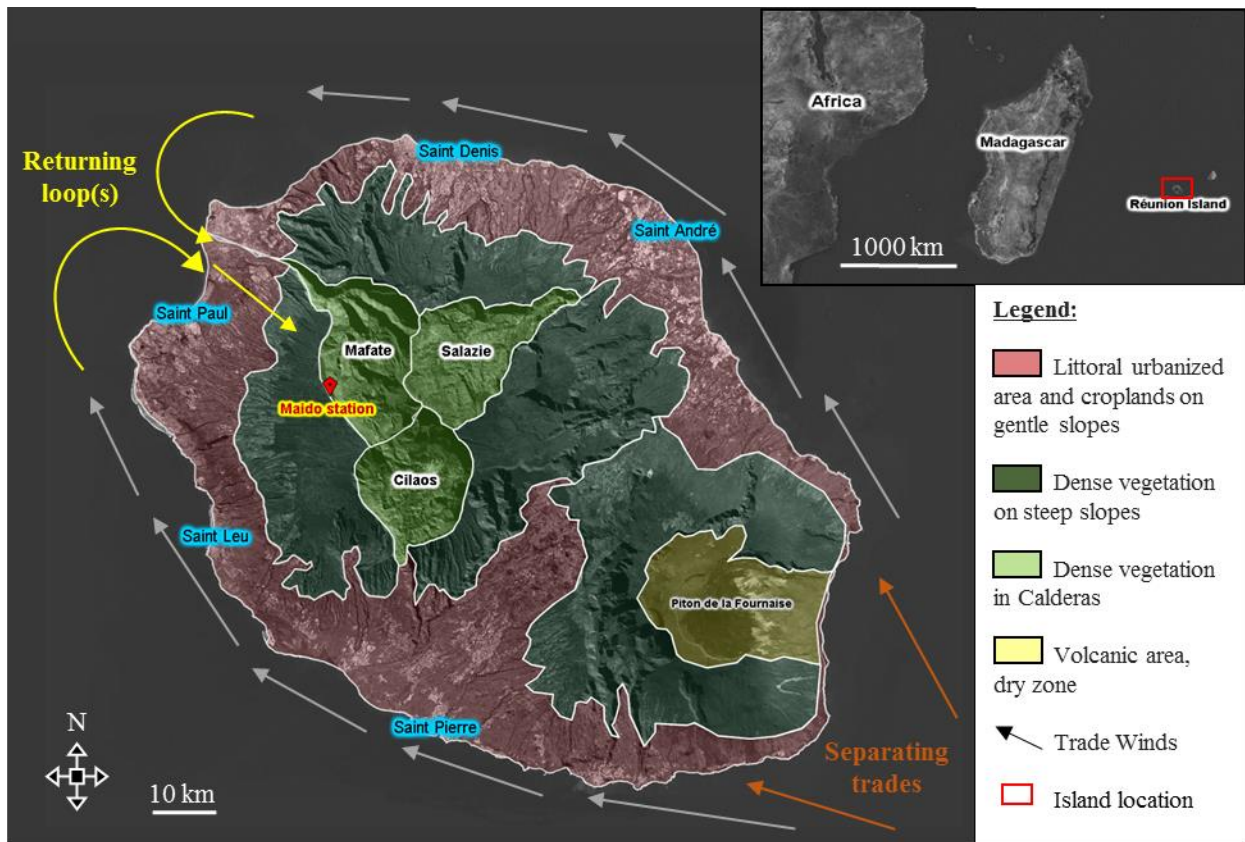 Africa
Madagascar
Réunion Island
1000 km
Returning
loop(s)
Saint Denis
Saint André
Saint Paul
Mafate
Salazie
Maido station
Cilaos
Saint Leu
Piton de la Fournaise
Saint Pierre
Separating
trades
N
10 km
Legend:
Littoral urbanized
area and croplands on
gentle slopes
Dense vegetation
on steep slopes
Dense vegetation
in Calderas
Volcanic area,
dry zone
Trade Winds
Island location